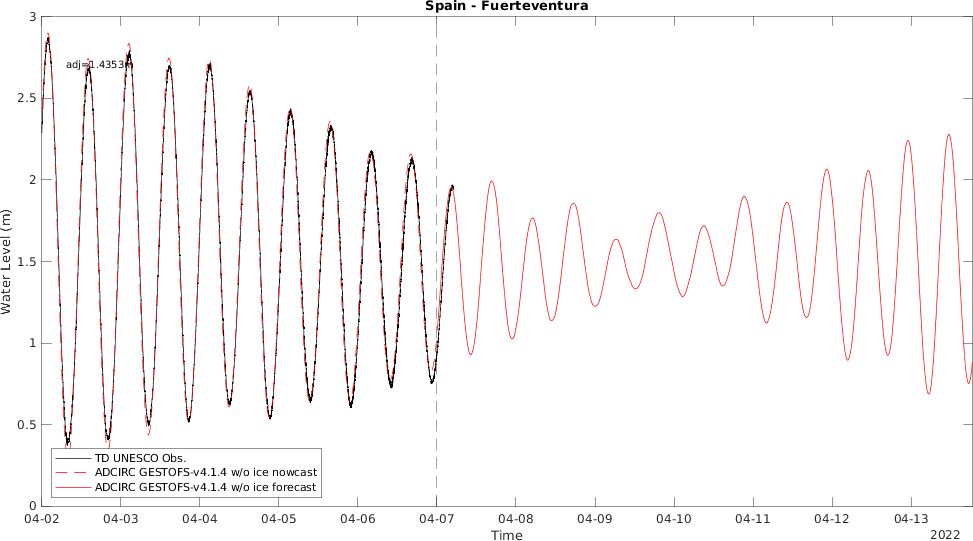 Spain - Fuerteventura
adj=1.4353
3
2.5
2
1.5
1
0.5
0
Water Level (m)
TD UNESCO Obs.
ADCIRC GESTOFS-v4.1.4 w/o ice nowcast
ADCIRC GESTOFS-v4.1.4 w/o ice forecast
04-02 04-03 04-04 04-05 04-06 04-07 04-08 04-09 04-10 04-11 04-12 04-13
Time
2022